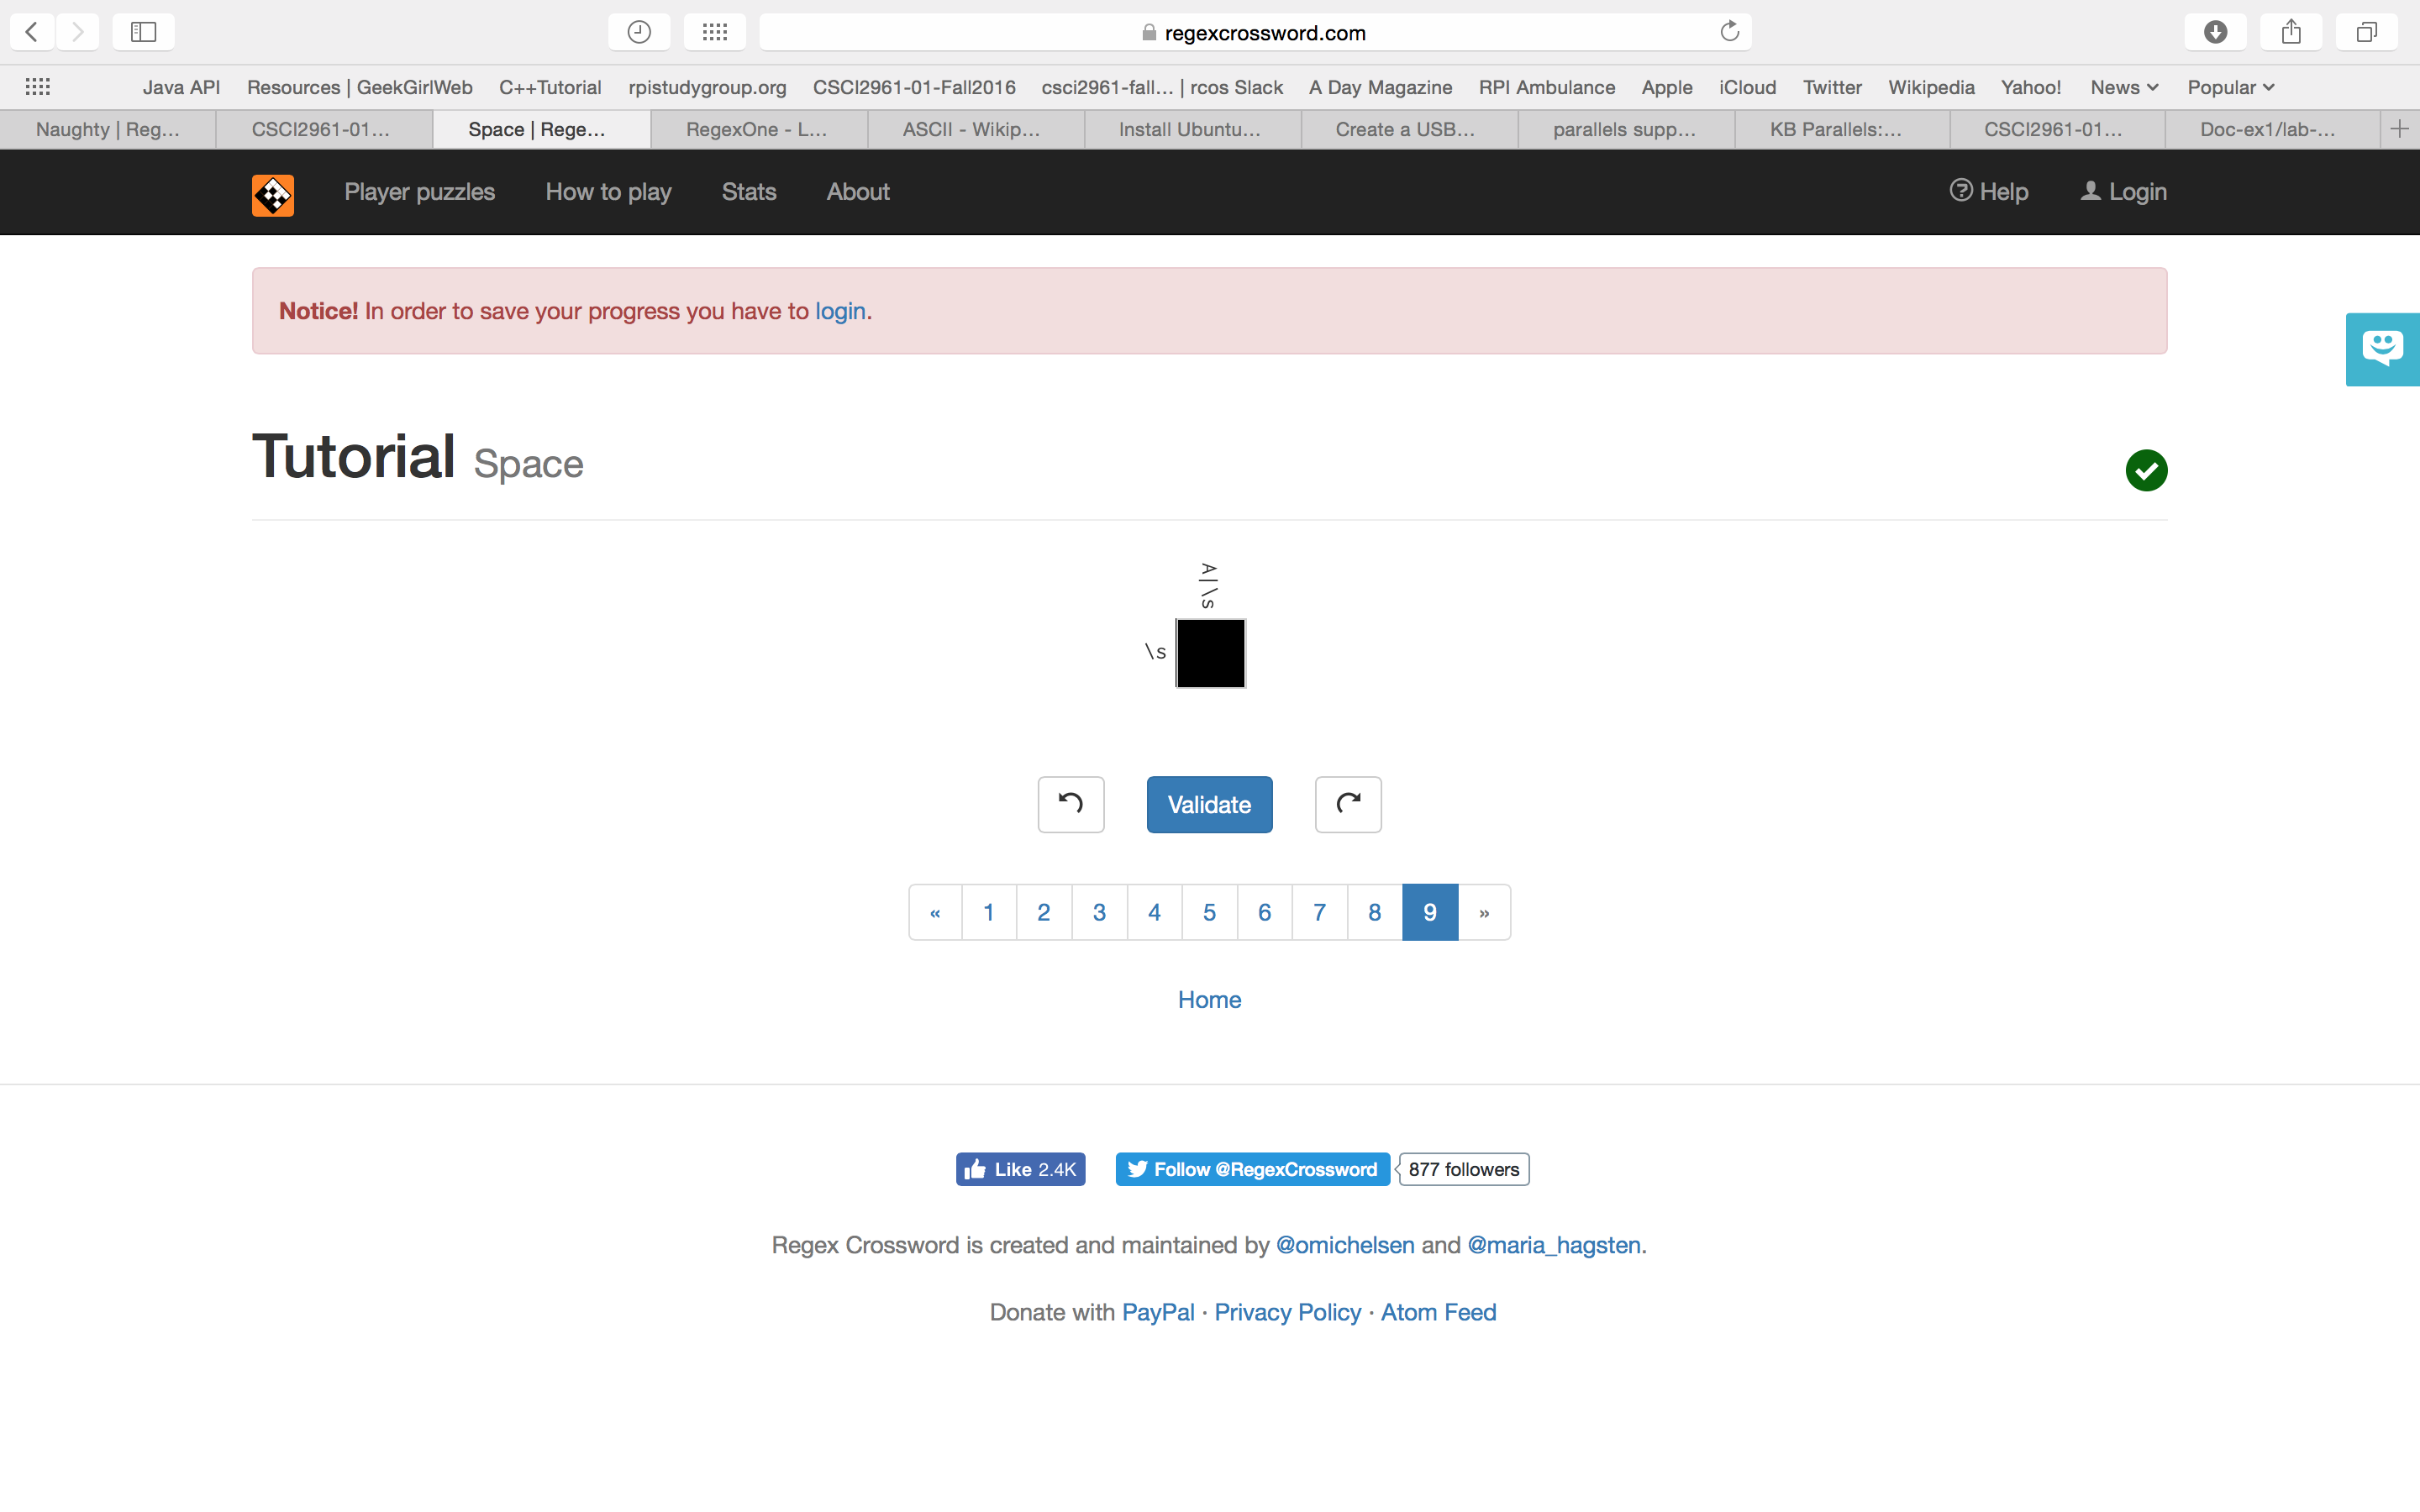 regexcrossword.com
Java API Resources | GeekGirlWeb C++Tutorial rpistudygroup.org CSCI2961-01-Fall2016 csci2961-fall... | rcos Slack A Day Magazine RPI Ambulance Apple iCloud Twitter Wikipedia Yahoo! News Popular
Naughty | Reg... CSCI2961-01... Space | Rege... RegexOne - L... ASCII - Wikip... Install Ubuntu... Create a USB... parallels supp... KB Parallels:... CSCI2961-01... Doc-ex1/lab-...
Player puzzles How to play Stats About Help Login
Notice! In order to save your progress you have to login.
Tutorial Space
A|\s
\s
Validate
« 1 2 3 4 5 6 7 8 9 »
Home
Like 2.4K Follow @RegexCrossword 877 followers
Regex Crossword is created and maintained by @omichelsen and @maria_hagsten.
Donate with PayPal · Privacy Policy · Atom Feed